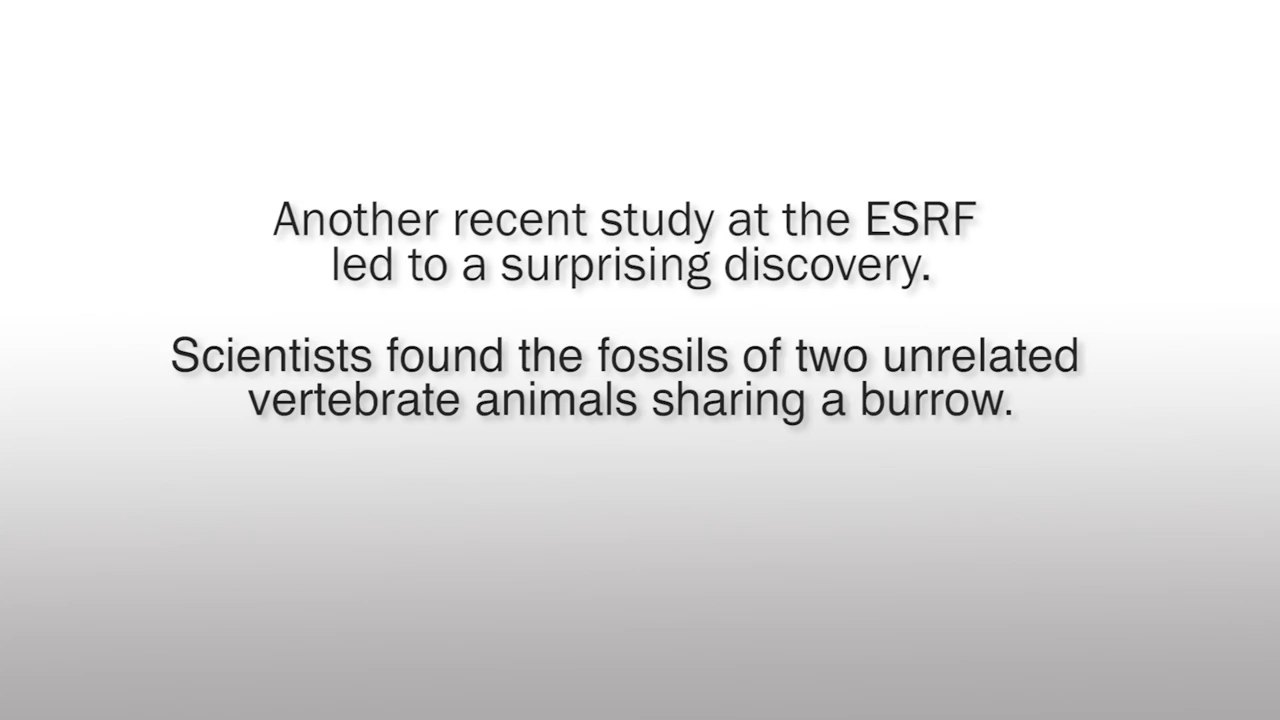 Another recent study at the ESRF
led to a surprising discovery.
Scientists found the fossils of two unrelated
vertebrate animals sharing a burrow.